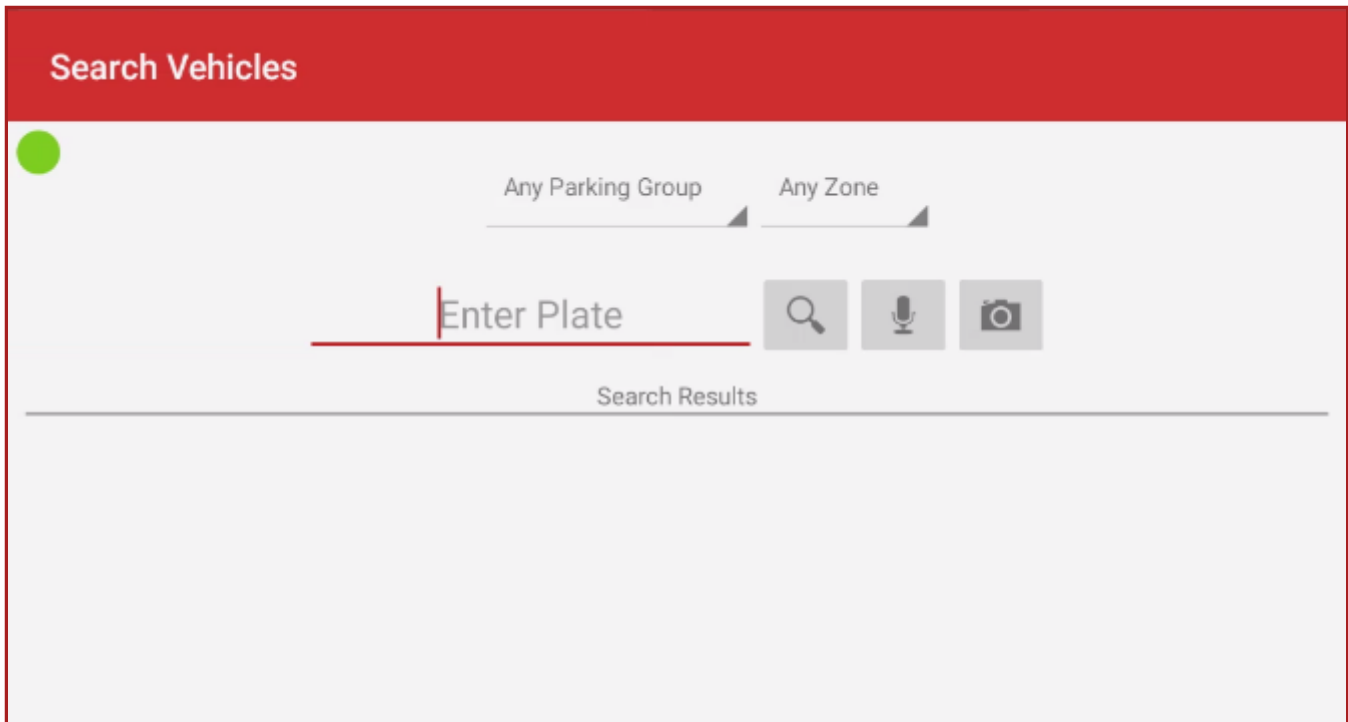 Search Vehicles
Any Parking Group Any Zone
Enter Plate
Search Results